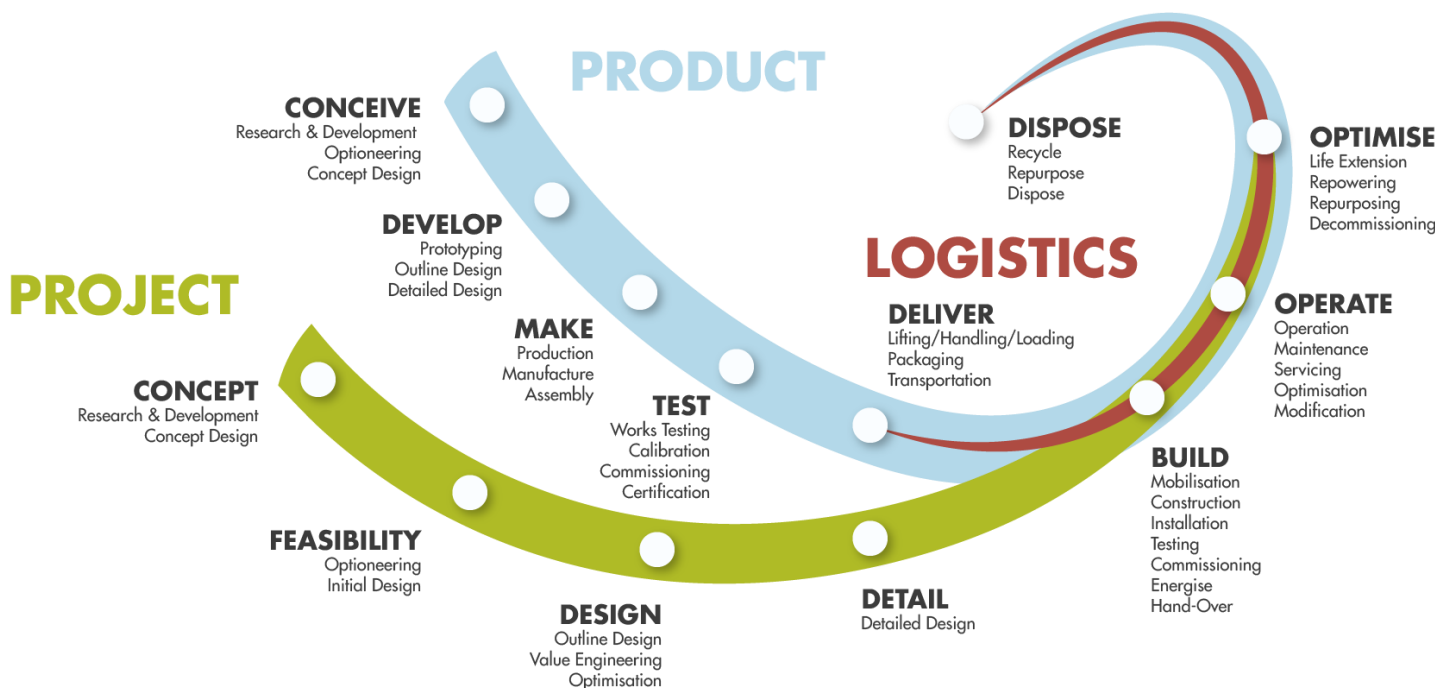 PRODUCT
CONCEIVE
Research & Development
Optioneering
Concept Design
DEVELOP
Prototyping
Outline Design
Detailed Design
MAKE
Production
Manufacture
Assembly
TEST
Works Testing
Calibration
Commissioning
Certification
PROJECT
CONCEPT
Research & Development
Concept Design
FEASIBILITY
Optioneering
Initial Design
DESIGN
Outline Design
Value Engineering
Optimisation
DETAIL
Detailed Design
LOGISTICS
DELIVER
Lifting/Handling/Loading
Packaging
Transportation
BUILD
Mobilisation
Construction
Installation
Testing
Commissioning
Energise
Hand-Over
OPERATE
Operation
Maintenance
Servicing
Optimisation
Modification
OPTIMISE
Life Extension
Repowering
Repurposing
Decommissioning
DISPOSE
Recycle
Repurpose
Dispose